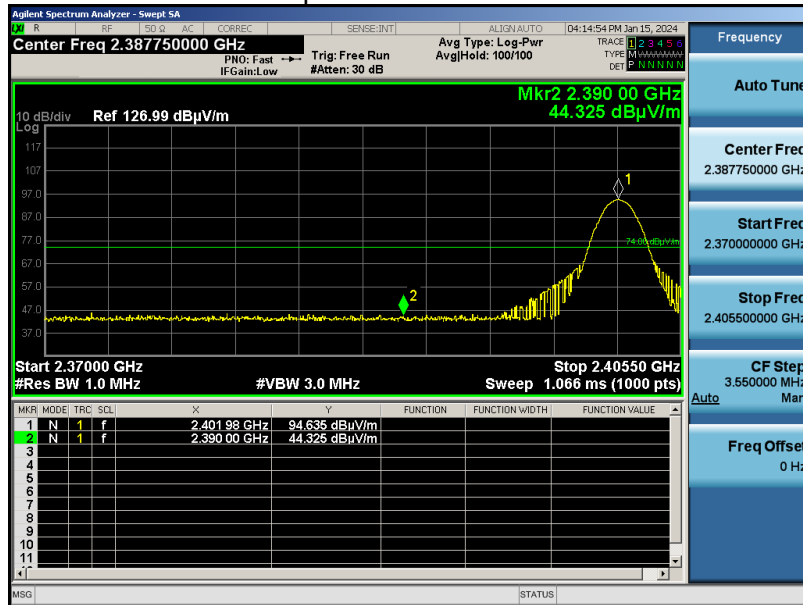 Agilent Spectrum Analyzer - Swept SA
LXI R RF 50 Ω AC CORREC SENSE:INT ALIGN AUTO 04:14:54 PM Jan 15, 2024
Center Freq 2.387750000 GHz
PNO: Fast
IFGain:Low
Trig: Free Run
#Atten: 30 dB
Avg Type: Log-Pwr
Avg|Hold: 100/100
TRACE 1 2 3 4 5 6
TYPE M
DET P N N N N N
Mkr2 2.390 00 GHz
44.325 dBµV/m
10 dB/div Ref 126.99 dBµV/m
Log
117
107
97.0
87.0
77.0
67.0
57.0
47.0
37.0
1
74.00 dBµV/m
2
Start 2.37000 GHz Stop 2.40550 GHz
#Res BW 1.0 MHz #VBW 3.0 MHz Sweep 1.066 ms (1000 pts)
MKR MODE TRC SCL X Y FUNCTION FUNCTION WIDTH FUNCTION VALUE
1 N 1 f 2.401 98 GHz 94.635 dBµV/m
2 N 1 f 2.390 00 GHz 44.325 dBµV/m
3
4
5
6
7
8
9
10
11
MSG STATUS
Frequency
Auto Tune
Center Freq
2.387750000 GHz
Start Freq
2.370000000 GHz
Stop Freq
2.405500000 GHz
CF Step
3.550000 MHz
Auto Man
Freq Offset
0 Hz